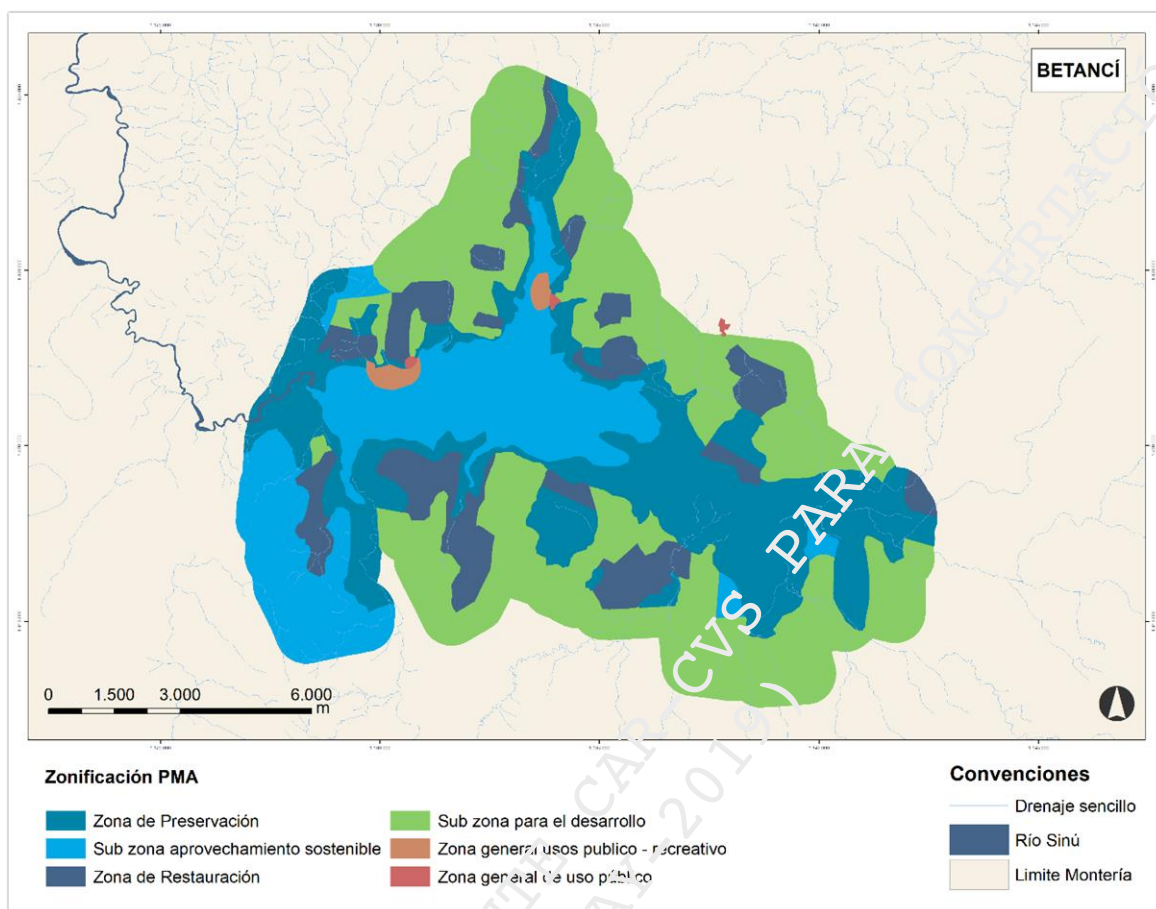 BETANCÍ
0 1.500 3.000 6.000
m
Zonificación PMA
Zona de Preservación
Sub zona aprovechamiento sostenible
Zona de Restauración
Sub zona para el desarrollo
Zona general usos publico - recreativo
Zona general de uso público
Convenciones
Drenaje sencillo
Río Sinú
Limite Montería
CAR-CVS PARA CONCERTACIÓ